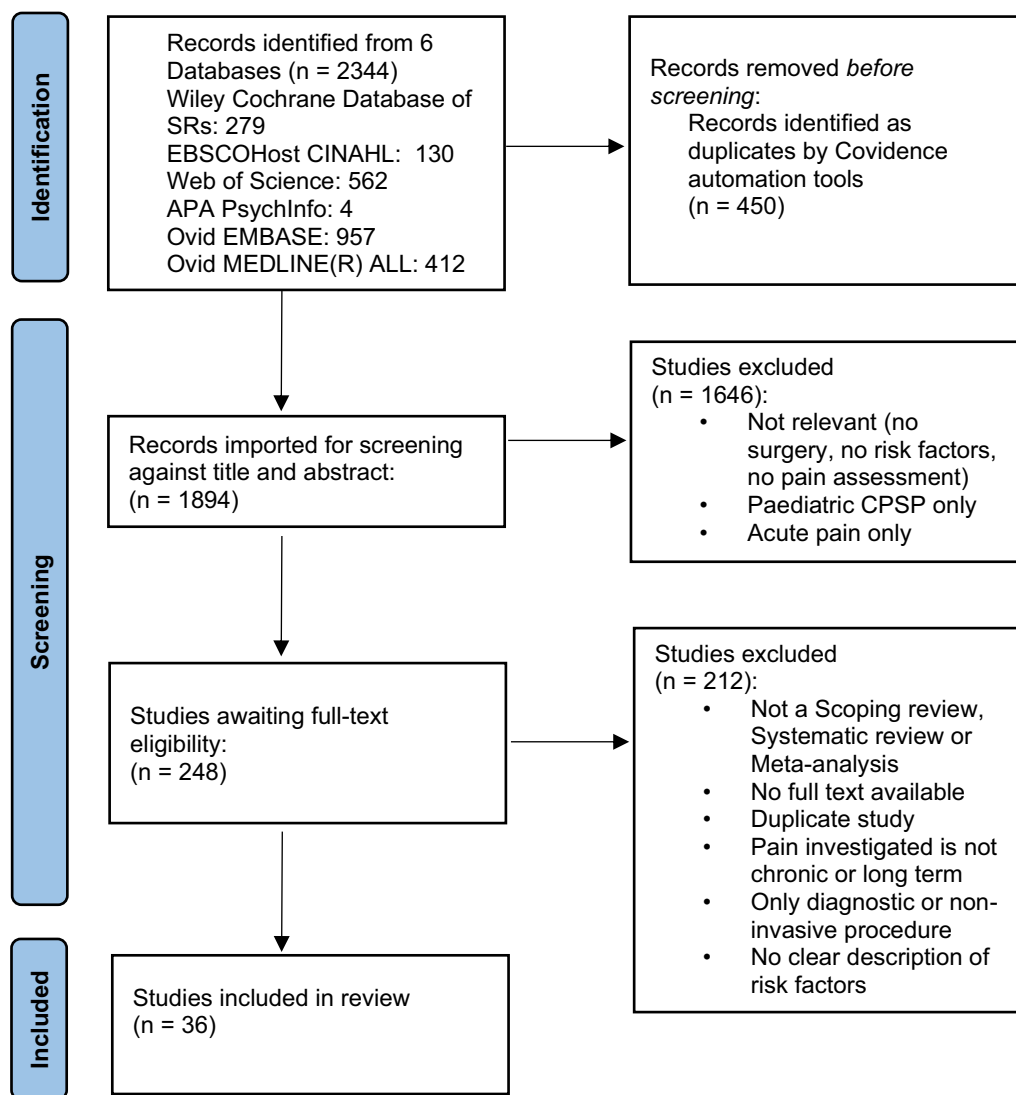 Identification
Records identified from 6
Databases (n = 2344)
Wiley Cochrane Database of
SRs: 279
EBSCOHost CINAHL:  130
Web of Science: 562
APA PsychInfo: 4
Ovid EMBASE: 957
Ovid MEDLINE(R) ALL: 412
Records removed before
screening:
Records identified as
duplicates by Covidence
automation tools
(n = 450)
Screening
Records imported for screening
against title and abstract:
(n = 1894)
Studies excluded
(n = 1646):
• Not relevant (no
surgery, no risk factors,
no pain assessment)
• Paediatric CPSP only
• Acute pain only
Studies awaiting full-text
eligibility:
(n = 248)
Studies excluded
(n = 212):
• Not a Scoping review,
Systematic review or
Meta-analysis
• No full text available
• Duplicate study
• Pain investigated is not
chronic or long term
• Only diagnostic or non-
invasive procedure
• No clear description of
risk factors
Included
Studies included in review
(n = 36)